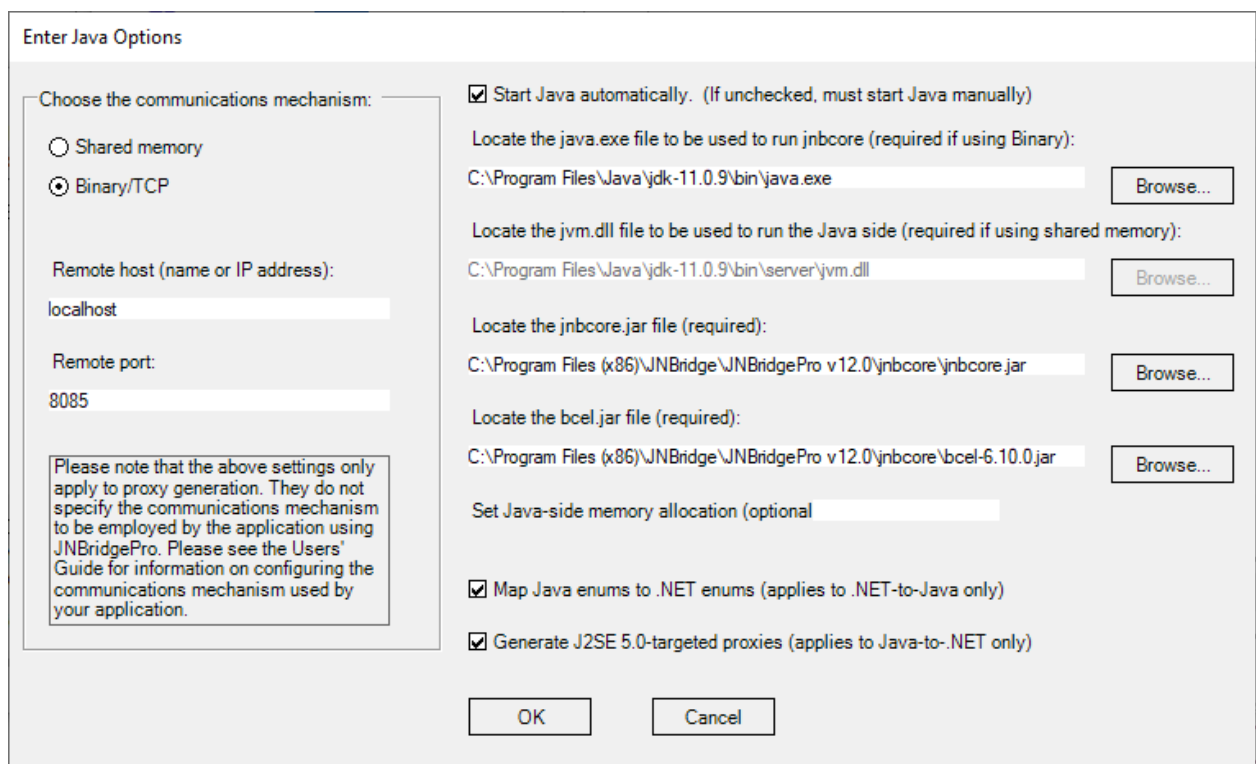 Enter Java Options
Choose the communications mechanism:
Shared memory
Binary/TCP
Remote host (name or IP address):
localhost
Remote port:
8085
Please note that the above settings only
apply to proxy generation. They do not
specify the communications mechanism
to be employed by the application using
JNBridgePro. Please see the Users'
Guide for information on configuring the
communications mechanism used by
your application.
Start Java automatically. (If unchecked, must start Java manually)
Locate the java.exe file to be used to run jnbcore (required if using Binary):
C:\Program Files\Java\jdk-11.0.9\bin\java.exe
Browse...
Locate the jvm.dll file to be used to run the Java side (required if using shared memory):
C:\Program Files\Java\jdk-11.0.9\bin\server\jvm.dll
Browse...
Locate the jnbcore.jar file (required):
C:\Program Files (x86)\JNBridge\JNBridgePro v12.0\jnbcore\jnbcore.jar
Browse...
Locate the bcel.jar file (required):
C:\Program Files (x86)\JNBridge\JNBridgePro v12.0\jnbcore\bcel-6.10.0.jar
Browse...
Set Java-side memory allocation (optional
Map Java enums to .NET enums (applies to .NET-to-Java only)
Generate J2SE 5.0-targeted proxies (applies to Java-to-.NET only)
OK
Cancel